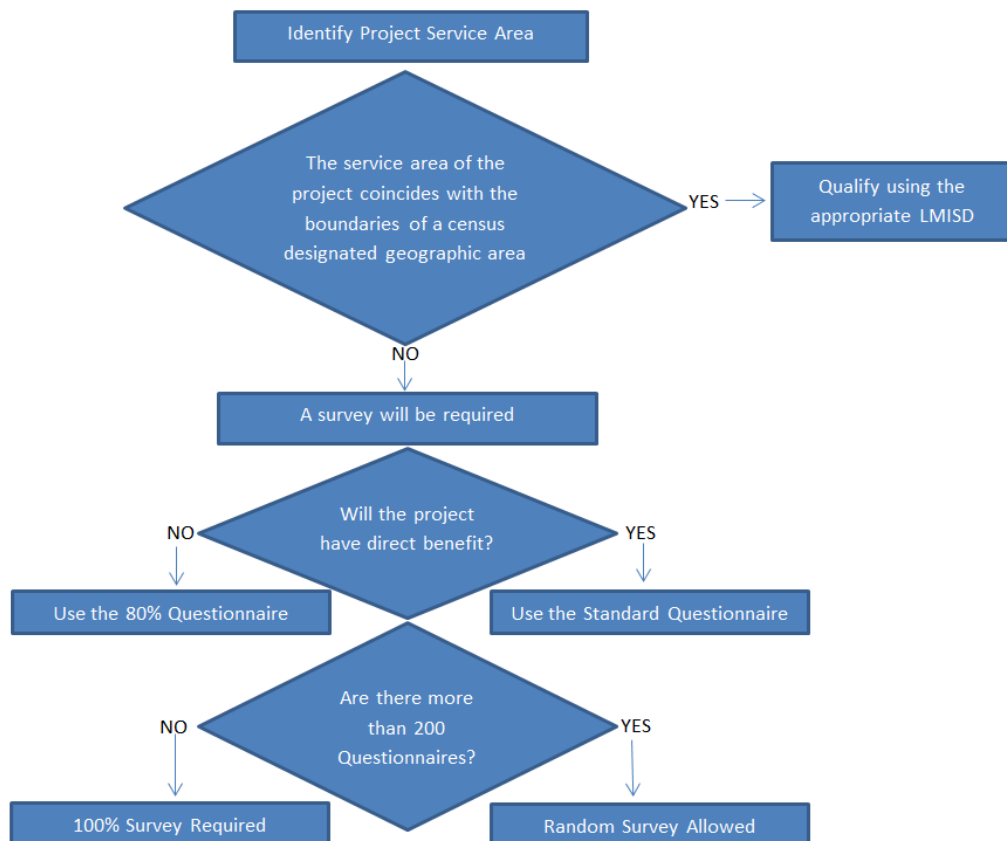 Identify Project Service Area
The service area of the
project coincides with the
boundaries of a census
designated geographic area
YES
Qualify using the
appropriate LMISD
NO
A survey will be required
Will the project
have direct benefit?
NO
YES
Use the 80% Questionnaire
Use the Standard Questionnaire
Are there more
than 200
Questionnaires?
NO
YES
100% Survey Required
Random Survey Allowed